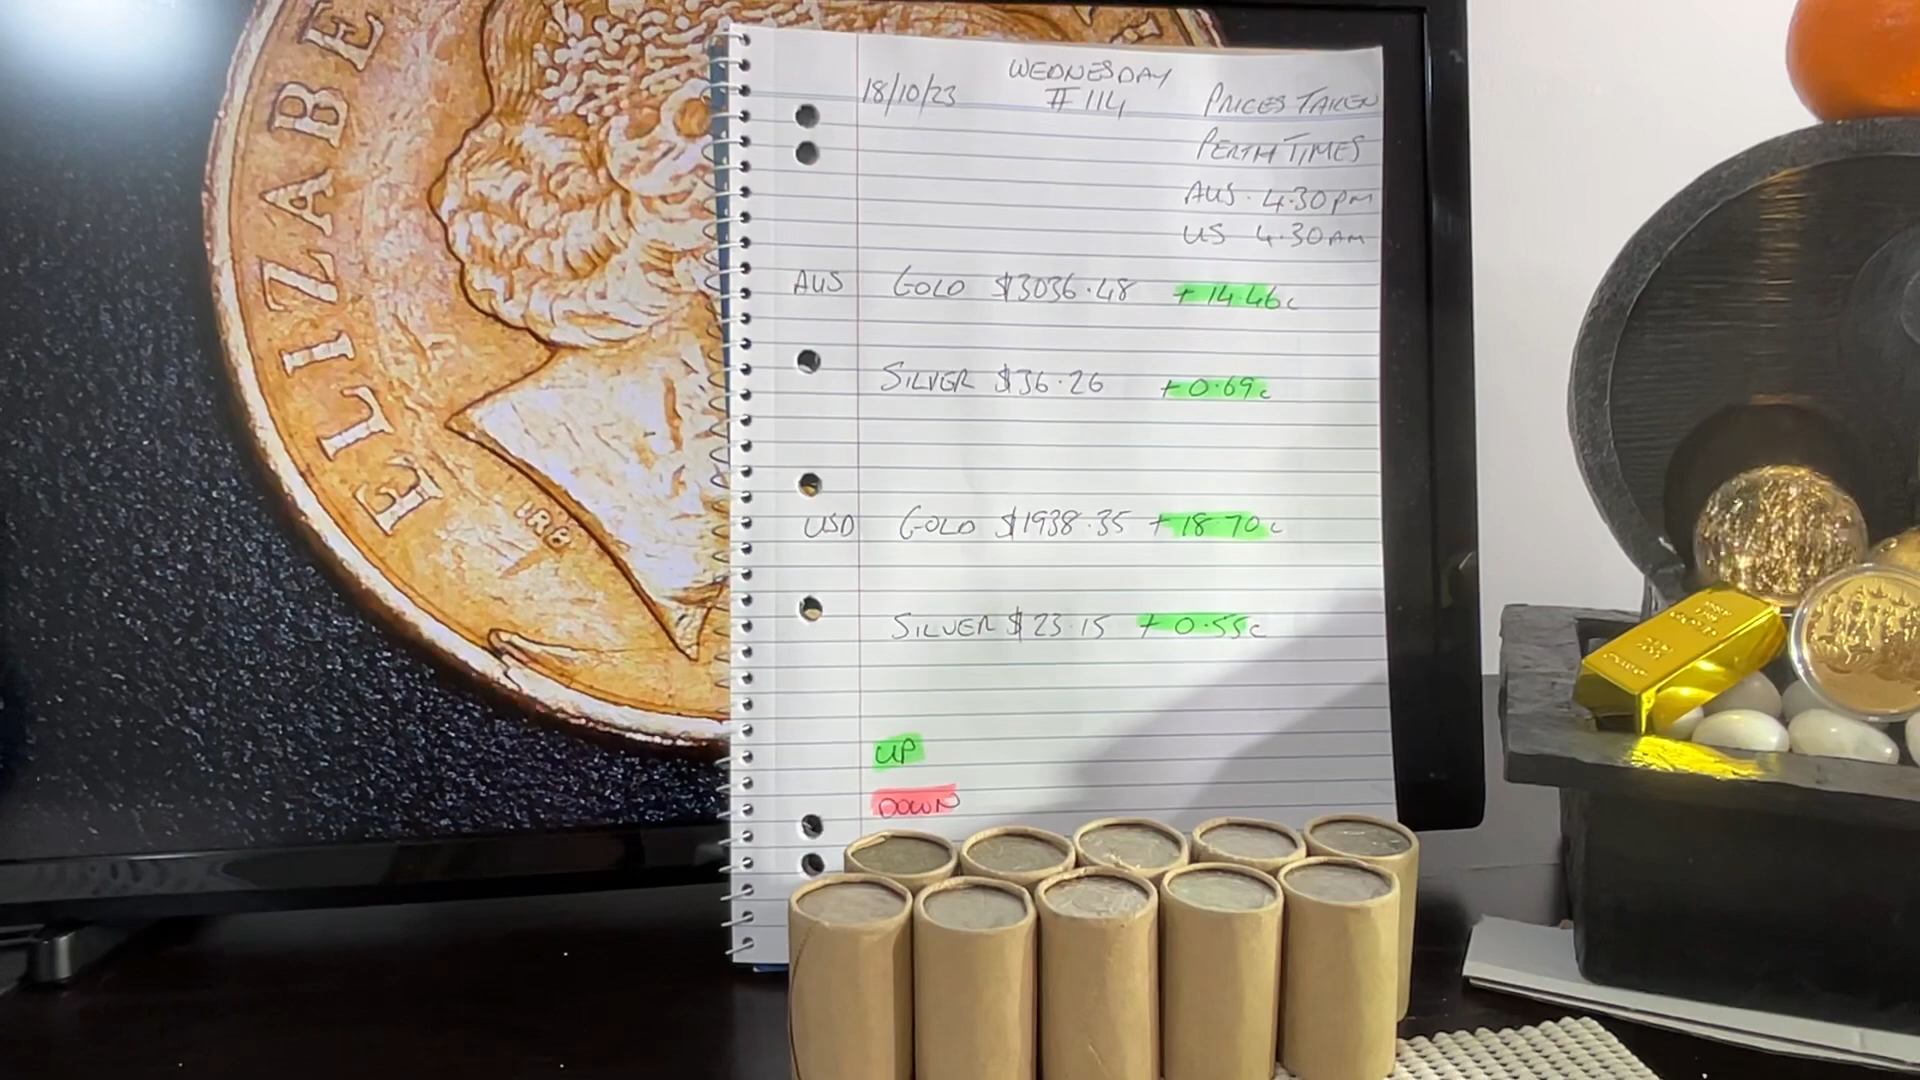 ELIZABE
IRB
WEDNESDAY
18/10/23 #114 PRICES TAKEN
PERTH TIMES
AUS. 4.30pm
US 4.30AM
AUS GOLD $3036.48 +14.46c
SILVER $36.26 +0.69c
USD GOLD $1938.35 +18.70c
SILVER $23.15 +0.55c
UP
DOWN